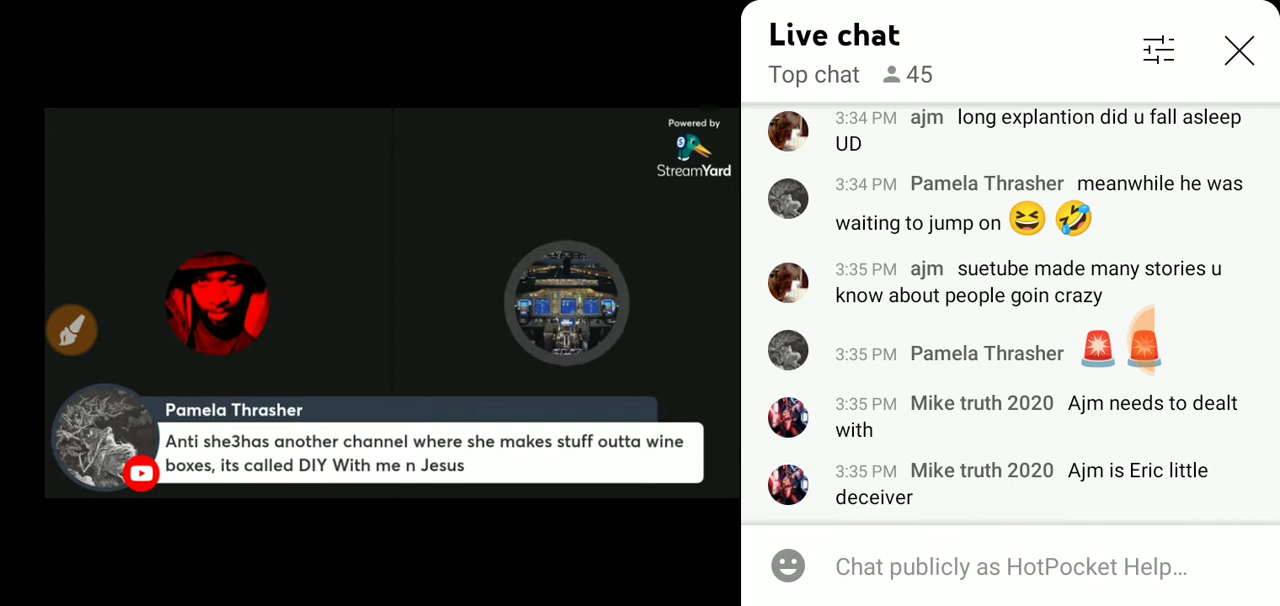 Powered by
StreamYard
Pamela Thrasher
Anti she3has another channel where she makes stuff outta wine
boxes, its called DIY With me n Jesus
Live chat
Top chat 45
3:34 PM ajm long explantion did u fall asleep
UD
3:34 PM Pamela Thrasher meanwhile he was
waiting to jump on 😆 🤣
3:35 PM ajm suetube made many stories u
know about people goin crazy
3:35 PM Pamela Thrasher 🚨 🚨
3:35 PM Mike truth 2020 Ajm needs to dealt
with
3:35 PM Mike truth 2020 Ajm is Eric little
deceiver
Chat publicly as HotPocket Help...